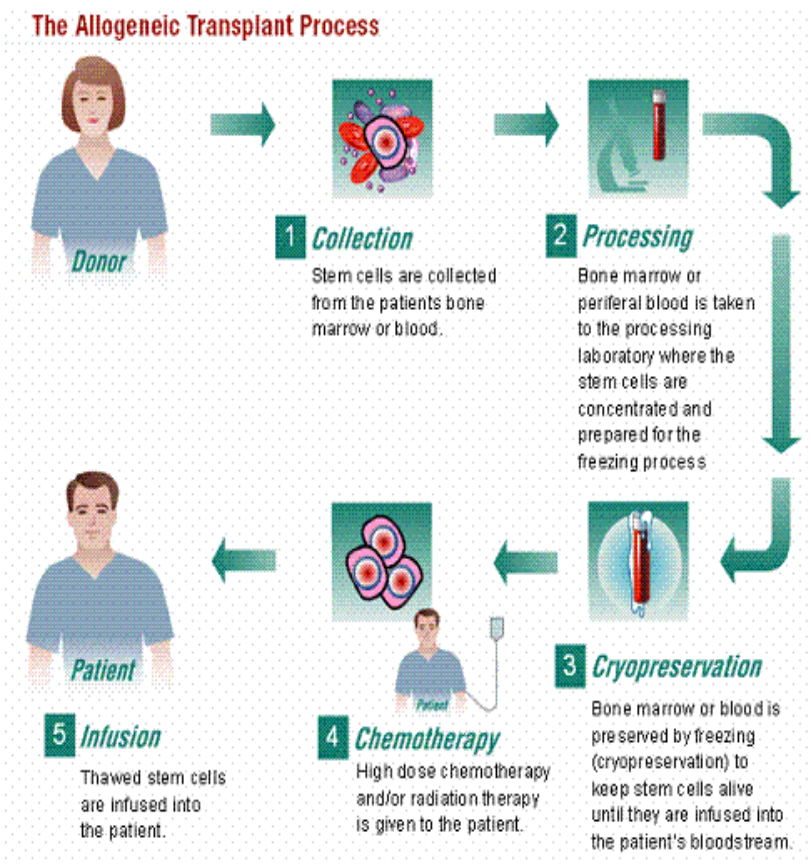 The Allogeneic Transplant Process
Donor
1 Collection
Stem cells are collected
from the patients bone
marrow or blood.
2 Processing
Bone marrow or
periferal blood is taken
to the processing
laboratory where the
stem cells are
concentrated and
prepared for the
freezing process
3 Cryopreservation
Bone marrow or blood is
preserved by freezing
(cryopreservation) to
keep stem cells alive
until they are infused into
the patient's bloodstream.
Patient
4 Chemotherapy
High dose chemotherapy
and/or radiation therapy
is given to the patient.
Patient
5 Infusion
Thawed stem cells
are infused into
the patient.